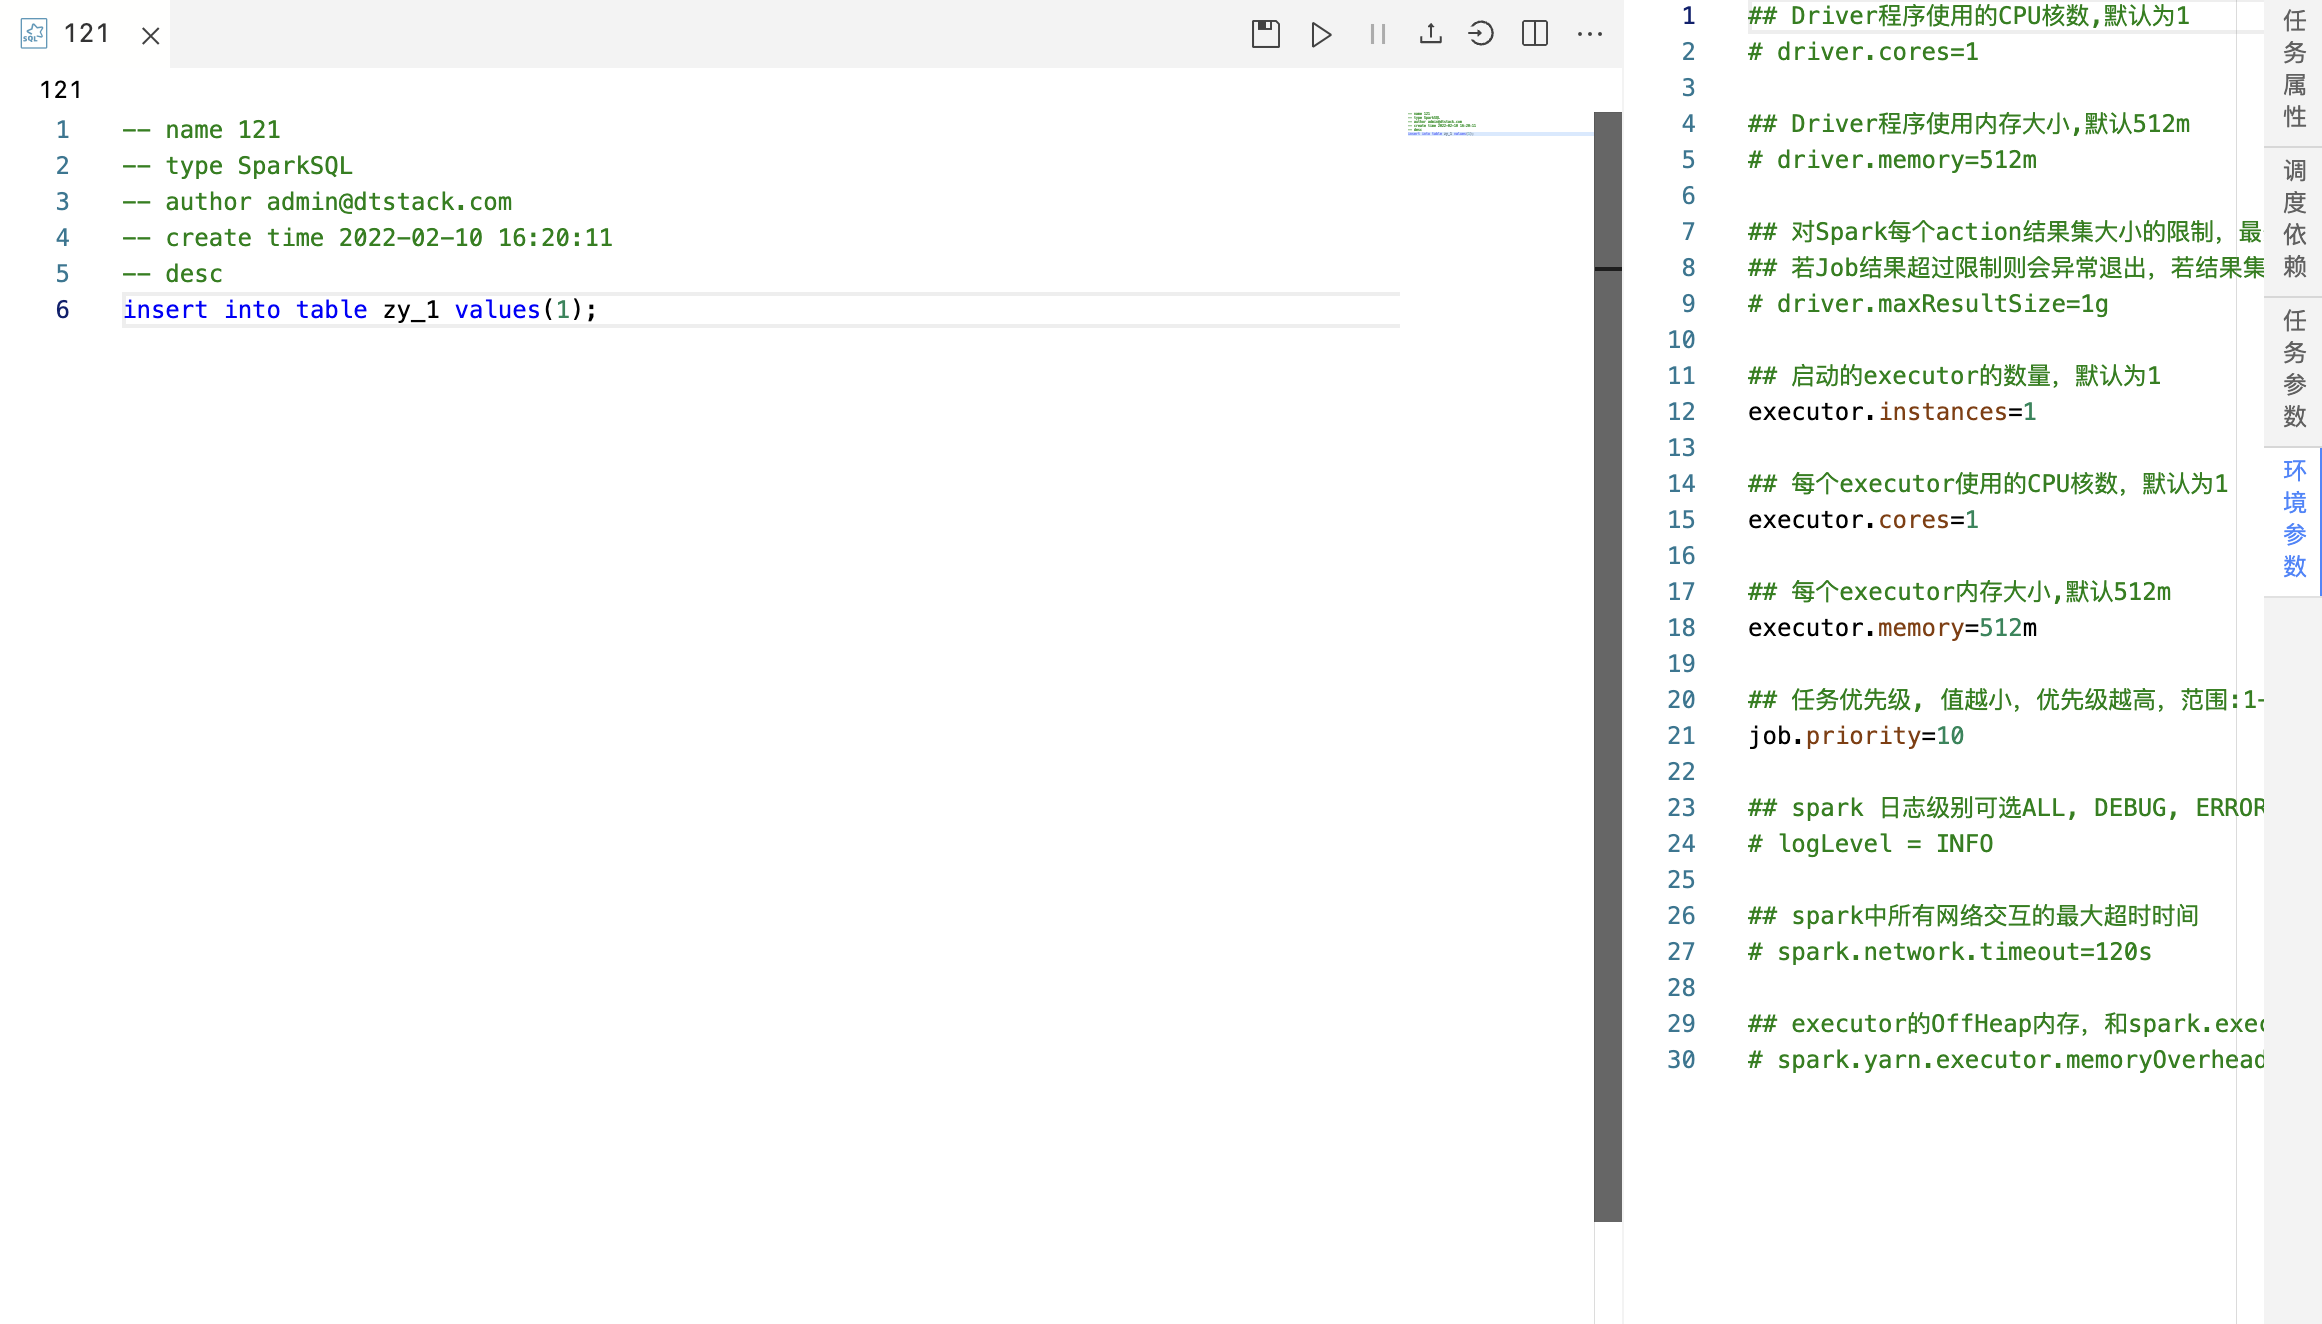 121
121
1 -- name 121
2 -- type SparkSQL
3 -- author admin@dtstack.com
4 -- create time 2022-02-10 16:20:11
5 -- desc
6 insert into table zy_1 values(1);
1 ## Driver程序使用的CPU核数,默认为1
2 # driver.cores=1
3
4 ## Driver程序使用内存大小,默认512m
5 # driver.memory=512m
6
7 ## 对Spark每个action结果集大小的限制，最
8 ## 若Job结果超过限制则会异常退出，若结果集
9 # driver.maxResultSize=1g
10
11 ## 启动的executor的数量，默认为1
12 executor.instances=1
13
14 ## 每个executor使用的CPU核数，默认为1
15 executor.cores=1
16
17 ## 每个executor内存大小,默认512m
18 executor.memory=512m
19
20 ## 任务优先级, 值越小，优先级越高，范围:1-
21 job.priority=10
22
23 ## spark 日志级别可选ALL, DEBUG, ERROR
24 # logLevel = INFO
25
26 ## spark中所有网络交互的最大超时时间
27 # spark.network.timeout=120s
28
29 ## executor的OffHeap内存，和spark.exec
30 # spark.yarn.executor.memoryOverhead
任务属性
调度依赖
任务参数
环境参数